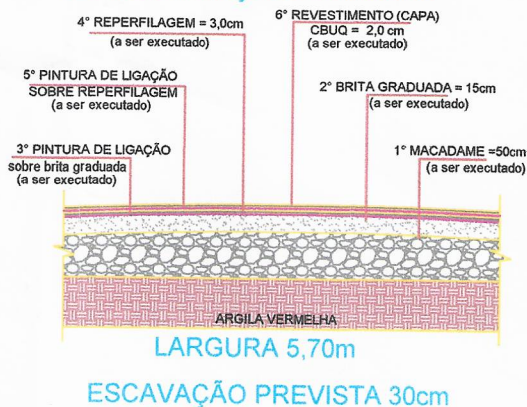 4° REPERFILAGEM = 3,0cm
(a ser executado)
6° REVESTIMENTO (CAPA)
CBUQ = 2,0 cm
(a ser executado)
5° PINTURA DE LIGAÇÃO
SOBRE REPERFILAGEM
(a ser executado)
2° BRITA GRADUADA = 15cm
(a ser executado)
3° PINTURA DE LIGAÇÃO
sobre brita graduada
(a ser executado)
1° MACADAME =50cm
(a ser executado)
ARGILA VERMELHA
LARGURA 5,70m
ESCAVAÇÃO PREVISTA 30cm